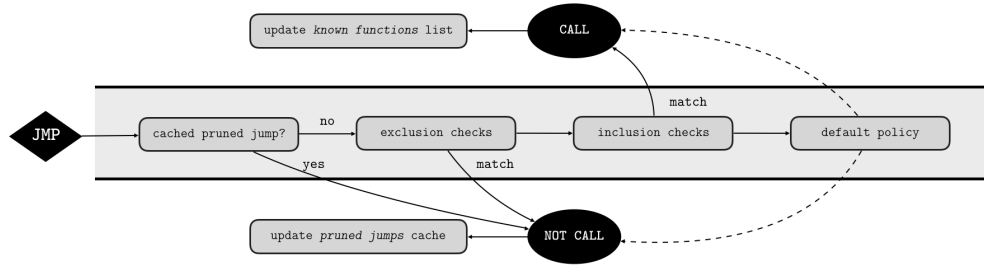 update known functions list
CALL
match
no
JMP
cached pruned jump?
exclusion checks
inclusion checks
default policy
yes
match
update pruned jumps cache
NOT CALL